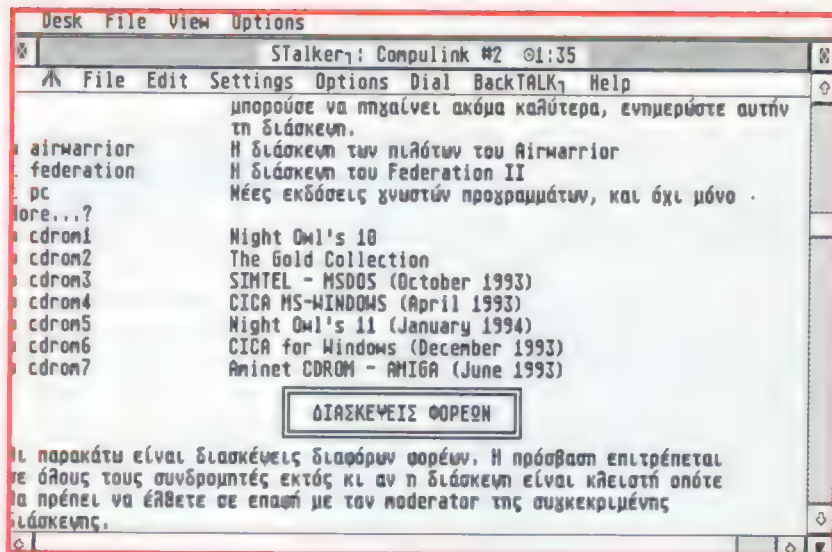 Desk File View Options
STalker┐: Compulink #2 ⊙1:35
File Edit Settings Options Dial BackTALK┐ Help
μπορούσε να πηγαίνει ακόμα καλύτερα, ενημερώστε αυτήν
τη διάσκεψη.
airwarrior Η διάσκεψη των πιλότων του Airwarrior
federation Η διάσκεψη του Federation II
pc Νέες εκδόσεις γνωστών προγραμμάτων, και όχι μόνο
ore...?
cdrom1 Night Owl's 10
cdrom2 The Gold Collection
cdrom3 SIMTEL - MSDOS (October 1993)
cdrom4 CICA MS-WINDOWS (April 1993)
cdrom5 Night Owl's 11 (January 1994)
cdrom6 CICA for Windows (December 1993)
cdrom7 Aminet CDROM - AMIGA (June 1993)
ΔΙΑΣΚΕΨΕΙΣ ΦΟΡΕΩΝ
ι παρακάτω είναι διασκέψεις διαφόρων φορέων. Η πρόσβαση επιτρέπεται
ε όλους τους συνδρομητές εκτός κι αν η διάσκεψη είναι κλειστή οπότε
α πρέπει να έλθετε σε επαφή με τον moderator της συγκεκριμένης
ιάσκεψης.